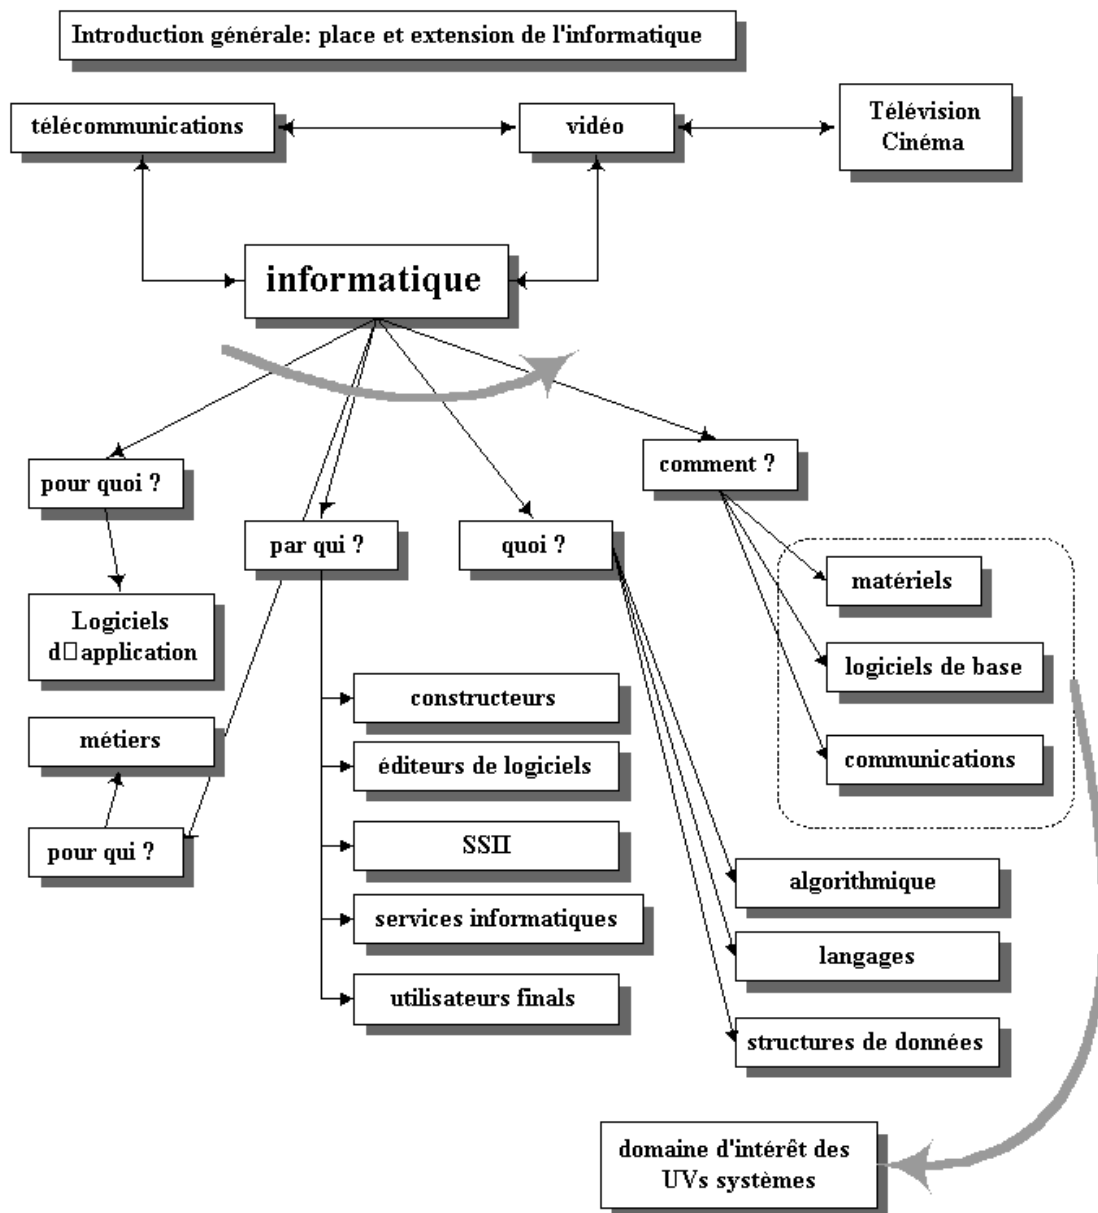 Introduction générale: place et extension de l'informatique
télécommunications
vidéo
Télévision
Cinéma
informatique
pour quoi ?
comment ?
par qui ?
quoi ?
matériels
Logiciels
d□application
logiciels de base
constructeurs
métiers
éditeurs de logiciels
communications
pour qui ?
SSII
algorithmique
services informatiques
langages
utilisateurs finals
structures de données
domaine d'intérêt des
UVs systèmes